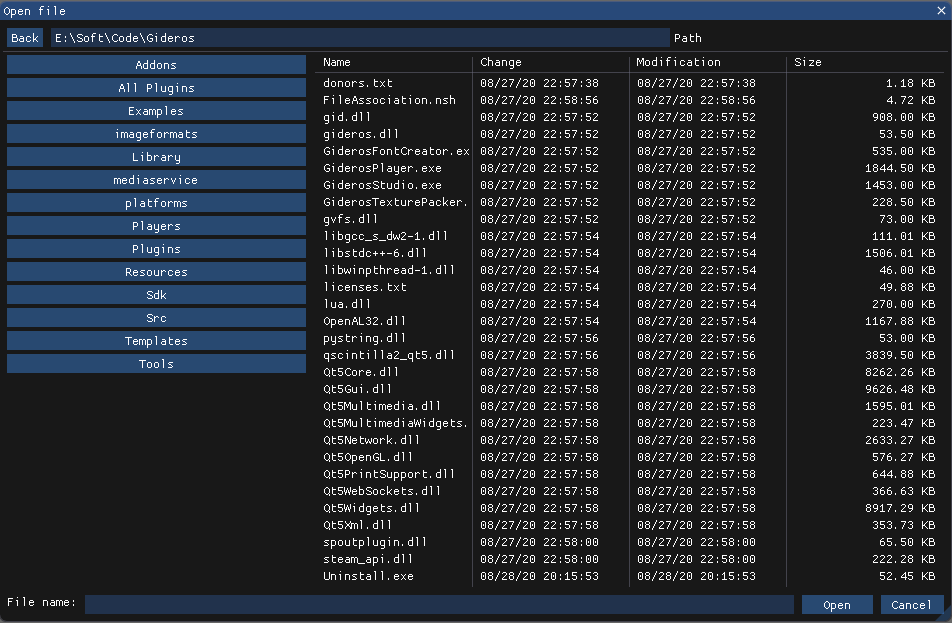 Open file ×
Back E:\Soft\Code\Gideros Path
Addons
All Plugins
Examples
imageformats
Library
mediaservice
platforms
Players
Plugins
Resources
Sdk
Src
Templates
Tools
Name Change Modification Size
donors.txt 08/27/20 22:57:38 08/27/20 22:57:38 1.18 KB
FileAssociation.nsh 08/27/20 22:58:56 08/27/20 22:58:56 4.72 KB
gid.dll 08/27/20 22:57:52 08/27/20 22:57:52 908.00 KB
gideros.dll 08/27/20 22:57:52 08/27/20 22:57:52 53.50 KB
GiderosFontCreator.ex 08/27/20 22:57:52 08/27/20 22:57:52 535.00 KB
GiderosPlayer.exe 08/27/20 22:57:52 08/27/20 22:57:52 1844.50 KB
GiderosStudio.exe 08/27/20 22:57:52 08/27/20 22:57:52 1453.00 KB
GiderosTexturePacker. 08/27/20 22:57:52 08/27/20 22:57:52 228.50 KB
gvfs.dll 08/27/20 22:57:52 08/27/20 22:57:52 73.00 KB
libgcc_s_dw2-1.dll 08/27/20 22:57:54 08/27/20 22:57:54 111.01 KB
libstdc++-6.dll 08/27/20 22:57:54 08/27/20 22:57:54 1506.01 KB
libwinpthread-1.dll 08/27/20 22:57:54 08/27/20 22:57:54 46.00 KB
licenses.txt 08/27/20 22:57:54 08/27/20 22:57:54 49.88 KB
lua.dll 08/27/20 22:57:54 08/27/20 22:57:54 270.00 KB
OpenAL32.dll 08/27/20 22:57:54 08/27/20 22:57:54 1167.88 KB
pystring.dll 08/27/20 22:57:56 08/27/20 22:57:56 53.00 KB
qscintilla2_qt5.dll 08/27/20 22:57:56 08/27/20 22:57:56 3839.50 KB
Qt5Core.dll 08/27/20 22:57:58 08/27/20 22:57:58 8262.26 KB
Qt5Gui.dll 08/27/20 22:57:58 08/27/20 22:57:58 9626.48 KB
Qt5Multimedia.dll 08/27/20 22:57:58 08/27/20 22:57:58 1595.01 KB
Qt5MultimediaWidgets. 08/27/20 22:57:58 08/27/20 22:57:58 223.47 KB
Qt5Network.dll 08/27/20 22:57:58 08/27/20 22:57:58 2633.27 KB
Qt5OpenGL.dll 08/27/20 22:57:58 08/27/20 22:57:58 576.27 KB
Qt5PrintSupport.dll 08/27/20 22:57:58 08/27/20 22:57:58 644.88 KB
Qt5WebSockets.dll 08/27/20 22:57:58 08/27/20 22:57:58 366.63 KB
Qt5Widgets.dll 08/27/20 22:57:58 08/27/20 22:57:58 8917.29 KB
Qt5Xml.dll 08/27/20 22:57:58 08/27/20 22:57:58 353.73 KB
spoutplugin.dll 08/27/20 22:58:00 08/27/20 22:58:00 65.50 KB
steam_api.dll 08/27/20 22:58:00 08/27/20 22:58:00 222.28 KB
Uninstall.exe 08/28/20 20:15:53 08/28/20 20:15:53 52.45 KB
File name: Open Cancel